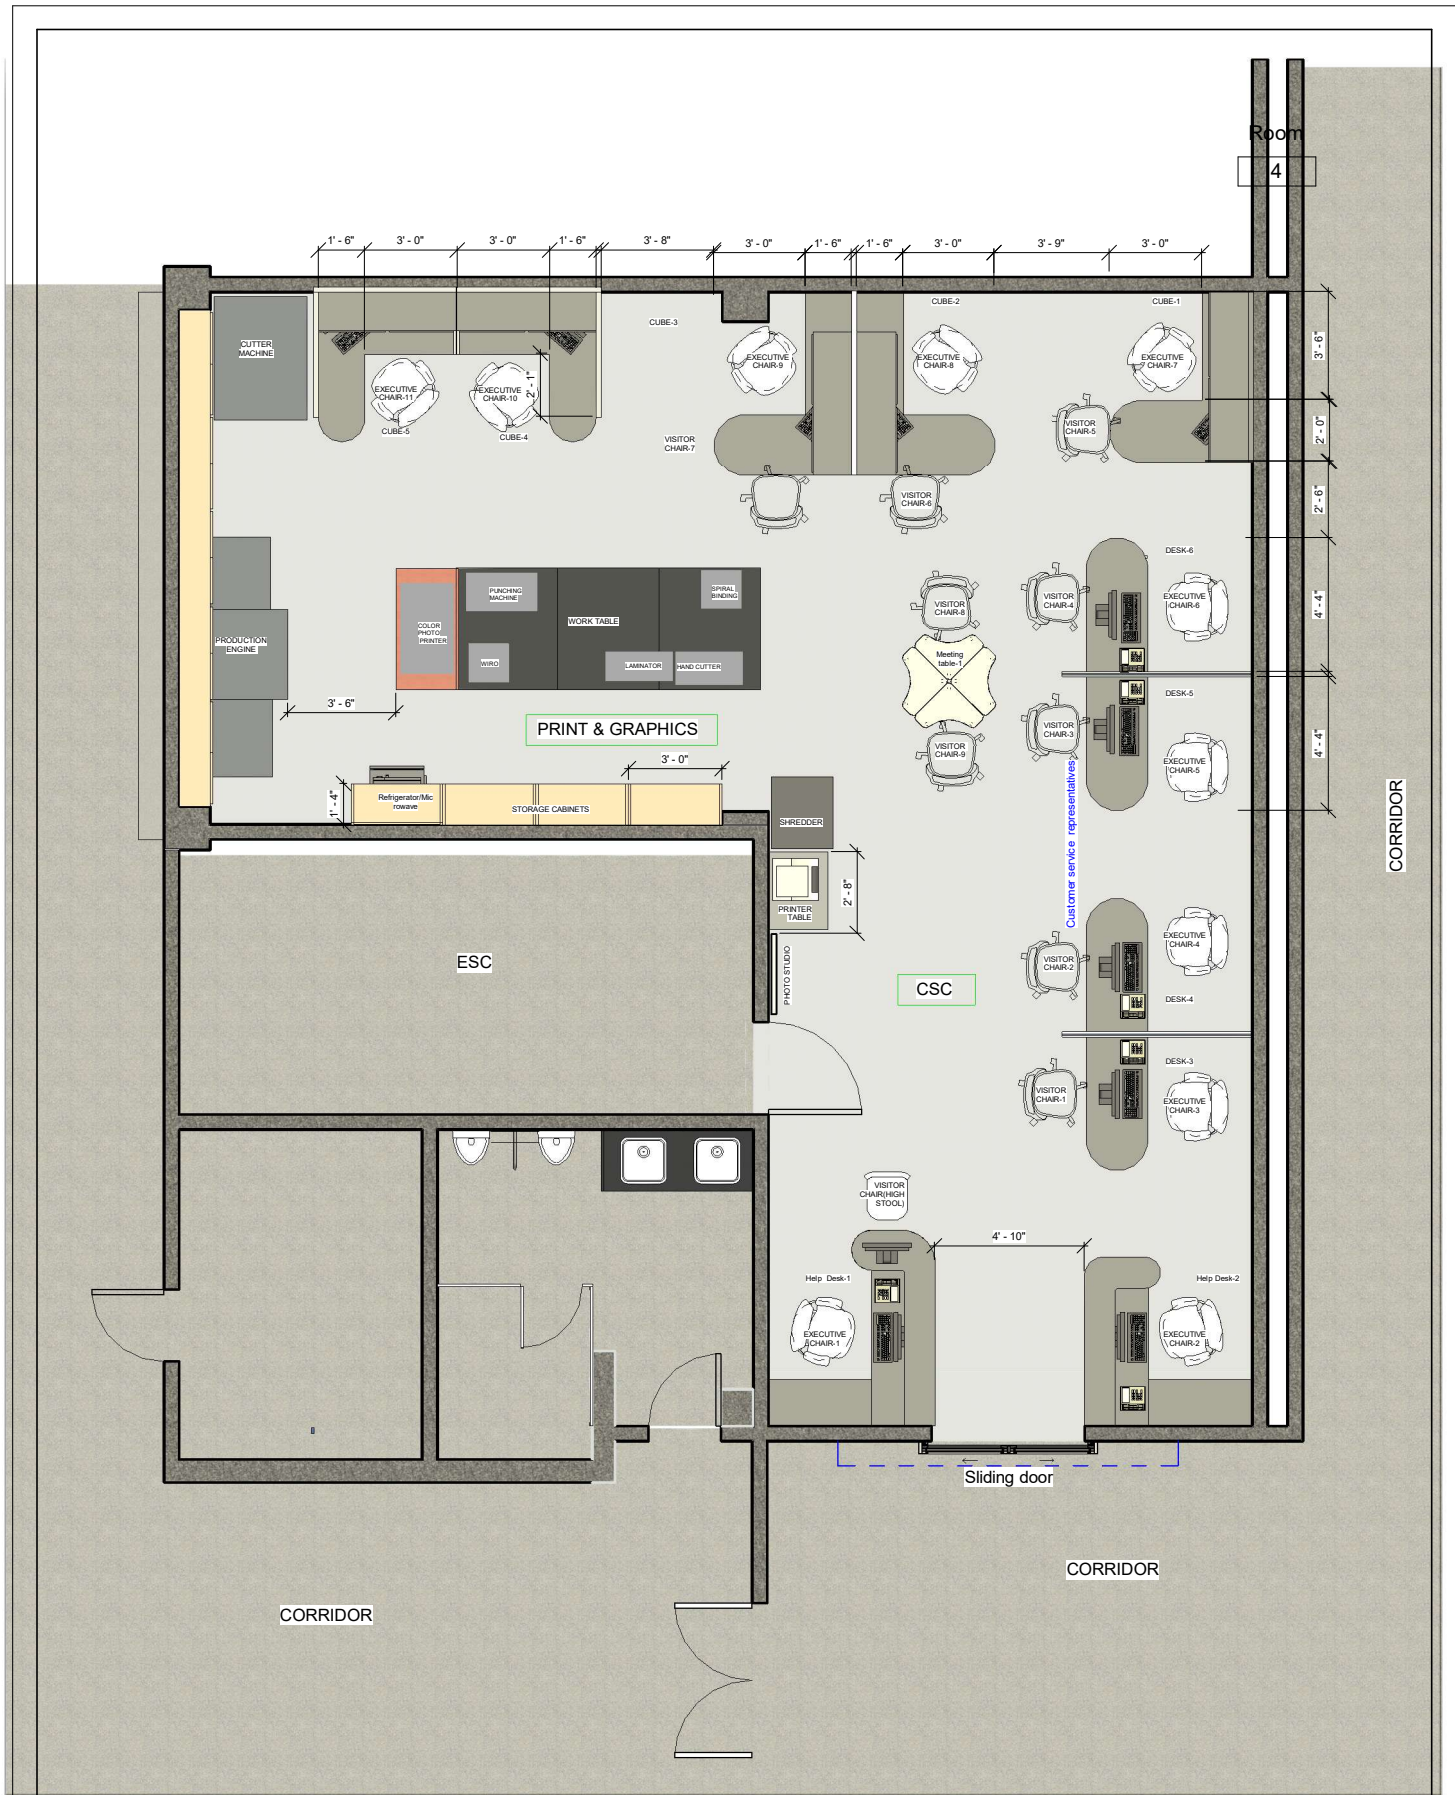 Room
4
1' - 6"
3' - 0"
3' - 0"
1' - 6"
3' - 8"
3' - 0"
1' - 6"
1' - 6"
3' - 0"
3' - 9"
3' - 0"
CUBE-3
CUBE-2
CUBE-1
CUTTER
MACHINE
EXECUTIVE
CHAIR-11
CUBE-5
EXECUTIVE
CHAIR-10
CUBE-4
2' - 1"
EXECUTIVE
CHAIR-9
EXECUTIVE
CHAIR-8
EXECUTIVE
CHAIR-7
3' - 6"
VISITOR
CHAIR-7
VISITOR
CHAIR-5
2' - 0"
VISITOR
CHAIR-6
2' - 6"
DESK-6
PUNCHING
MACHINE
SPIRAL
BINDING
VISITOR
CHAIR-8
VISITOR
CHAIR-4
EXECUTIVE
CHAIR-6
4' - 4"
COLOR
PHOTO
PRINTER
WORK TABLE
PRODUCTION
ENGINE
WIRO
LAMINATOR
HAND CUTTER
Meeting
table-1
DESK-5
3' - 6"
PRINT & GRAPHICS
VISITOR
CHAIR-3
VISITOR
CHAIR-9
EXECUTIVE
CHAIR-5
4' - 4"
3' - 0"
1' - 4"
Refrigerator/Mic
rowave
STORAGE CABINETS
SHREDDER
Customer service representatives
CORRIDOR
2' - 8"
PRINTER
TABLE
ESC
PHOTO STUDIO
VISITOR
CHAIR-2
EXECUTIVE
CHAIR-4
CSC
DESK-4
DESK-3
VISITOR
CHAIR-1
EXECUTIVE
CHAIR-3
VISITOR
CHAIR(HIGH
STOOL)
4' - 10"
Help Desk-1
Help Desk-2
EXECUTIVE
CHAIR-1
EXECUTIVE
CHAIR-2
Sliding door
CORRIDOR
CORRIDOR